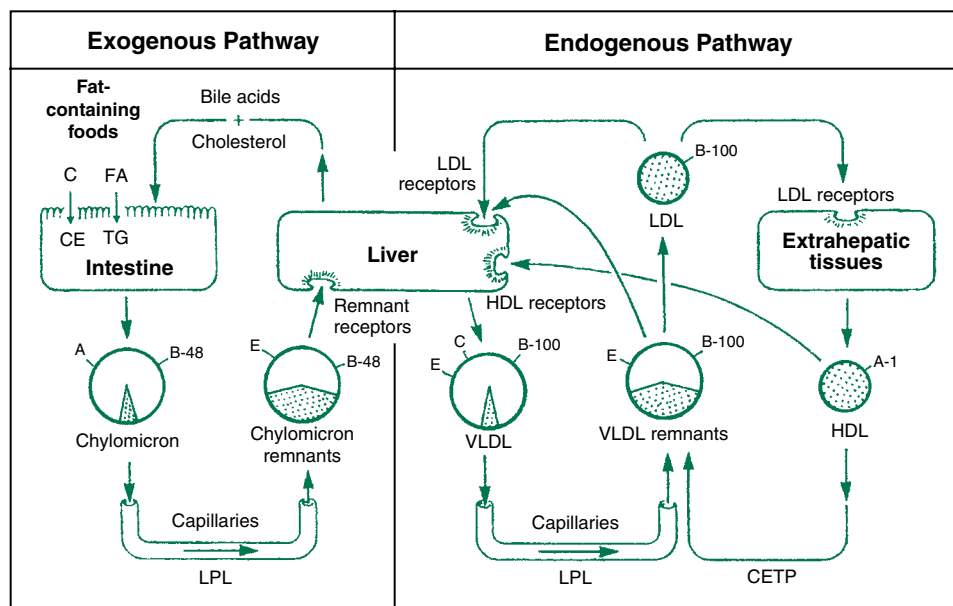 Exogenous Pathway
Endogenous Pathway
Fat-
containing
foods
Bile acids
+
Cholesterol
C
FA
CE
TG
Intestine
A
B-48
Chylomicron
Capillaries
LPL
E
B-48
Chylomicron
remnants
Remnant
receptors
Liver
LDL
receptors
HDL receptors
B-100
LDL
LDL receptors
Extrahepatic
tissues
C
E
B-100
VLDL
E
B-100
VLDL remnants
A-1
HDL
Capillaries
LPL
CETP